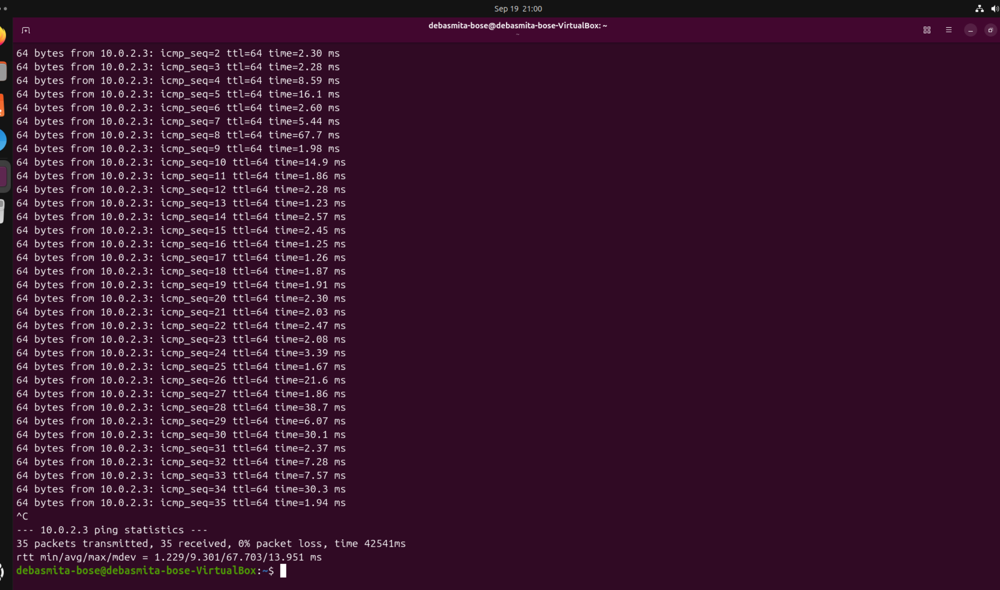 Sep 19 21:00
debasmita-bose@debasmita-bose-VirtualBox: ~
~
64 bytes from 10.0.2.3: icmp_seq=2 ttl=64 time=2.30 ms
64 bytes from 10.0.2.3: icmp_seq=3 ttl=64 time=2.28 ms
64 bytes from 10.0.2.3: icmp_seq=4 ttl=64 time=8.59 ms
64 bytes from 10.0.2.3: icmp_seq=5 ttl=64 time=16.1 ms
64 bytes from 10.0.2.3: icmp_seq=6 ttl=64 time=2.60 ms
64 bytes from 10.0.2.3: icmp_seq=7 ttl=64 time=5.44 ms
64 bytes from 10.0.2.3: icmp_seq=8 ttl=64 time=67.7 ms
64 bytes from 10.0.2.3: icmp_seq=9 ttl=64 time=1.98 ms
64 bytes from 10.0.2.3: icmp_seq=10 ttl=64 time=14.9 ms
64 bytes from 10.0.2.3: icmp_seq=11 ttl=64 time=1.86 ms
64 bytes from 10.0.2.3: icmp_seq=12 ttl=64 time=2.28 ms
64 bytes from 10.0.2.3: icmp_seq=13 ttl=64 time=1.23 ms
64 bytes from 10.0.2.3: icmp_seq=14 ttl=64 time=2.57 ms
64 bytes from 10.0.2.3: icmp_seq=15 ttl=64 time=2.45 ms
64 bytes from 10.0.2.3: icmp_seq=16 ttl=64 time=1.25 ms
64 bytes from 10.0.2.3: icmp_seq=17 ttl=64 time=1.26 ms
64 bytes from 10.0.2.3: icmp_seq=18 ttl=64 time=1.87 ms
64 bytes from 10.0.2.3: icmp_seq=19 ttl=64 time=1.91 ms
64 bytes from 10.0.2.3: icmp_seq=20 ttl=64 time=2.30 ms
64 bytes from 10.0.2.3: icmp_seq=21 ttl=64 time=2.03 ms
64 bytes from 10.0.2.3: icmp_seq=22 ttl=64 time=2.47 ms
64 bytes from 10.0.2.3: icmp_seq=23 ttl=64 time=2.08 ms
64 bytes from 10.0.2.3: icmp_seq=24 ttl=64 time=3.39 ms
64 bytes from 10.0.2.3: icmp_seq=25 ttl=64 time=1.67 ms
64 bytes from 10.0.2.3: icmp_seq=26 ttl=64 time=21.6 ms
64 bytes from 10.0.2.3: icmp_seq=27 ttl=64 time=1.86 ms
64 bytes from 10.0.2.3: icmp_seq=28 ttl=64 time=38.7 ms
64 bytes from 10.0.2.3: icmp_seq=29 ttl=64 time=6.07 ms
64 bytes from 10.0.2.3: icmp_seq=30 ttl=64 time=30.1 ms
64 bytes from 10.0.2.3: icmp_seq=31 ttl=64 time=2.37 ms
64 bytes from 10.0.2.3: icmp_seq=32 ttl=64 time=7.28 ms
64 bytes from 10.0.2.3: icmp_seq=33 ttl=64 time=7.57 ms
64 bytes from 10.0.2.3: icmp_seq=34 ttl=64 time=30.3 ms
64 bytes from 10.0.2.3: icmp_seq=35 ttl=64 time=1.94 ms
^C
--- 10.0.2.3 ping statistics ---
35 packets transmitted, 35 received, 0% packet loss, time 42541ms
rtt min/avg/max/mdev = 1.229/9.301/67.703/13.951 ms
debasmita-bose@debasmita-bose-VirtualBox:~$